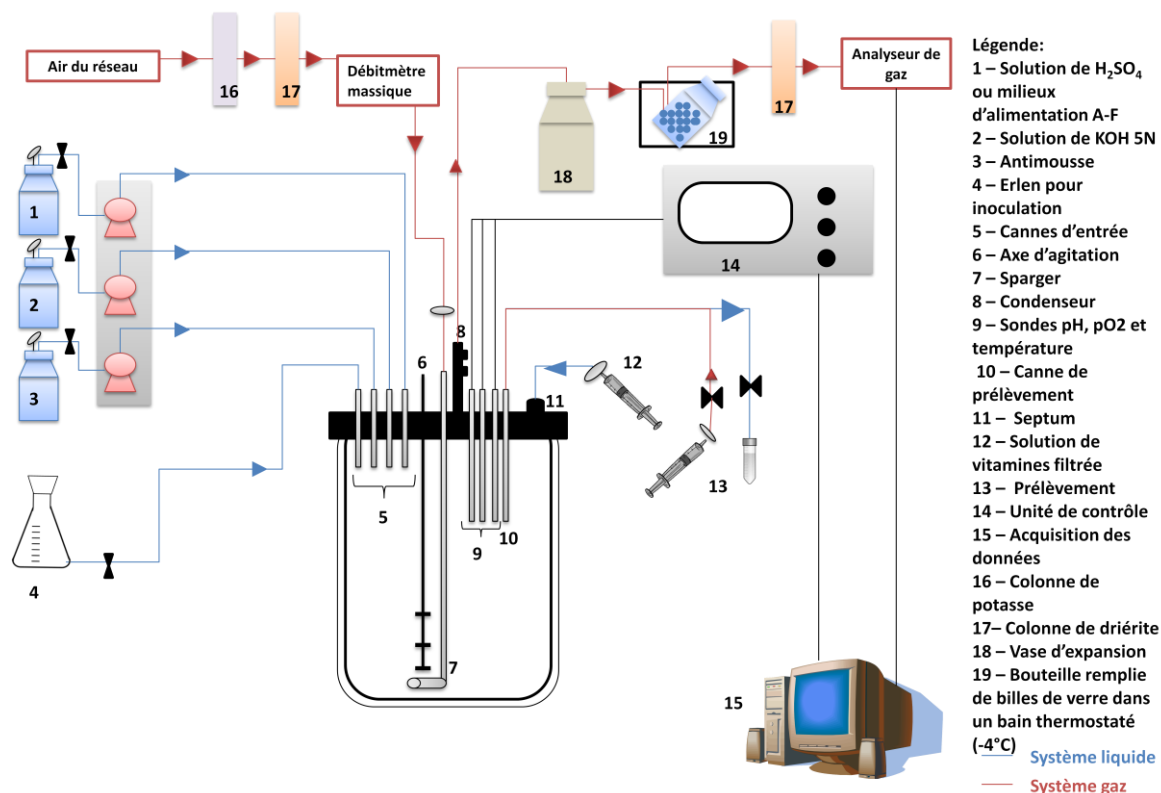 Air du réseau
16
17
Débitmètre
massique
18
19
17
Analyseur de
gaz
1
2
3
4
5
6
7
8
9
10
11
12
13
14
15
Légende:
1 – Solution de H₂SO₄
ou milieux
d'alimentation A-F
2 – Solution de KOH 5N
3 – Antimousse
4 – Erlen pour
inoculation
5 – Cannes d'entrée
6 – Axe d'agitation
7 – Sparger
8 – Condenseur
9 – Sondes pH, pO2 et
température
10 – Canne de
prélèvement
11 – Septum
12 – Solution de
vitamines filtrée
13 – Prélèvement
14 – Unité de contrôle
15 – Acquisition des
données
16 – Colonne de
potasse
17– Colonne de driérite
18 – Vase d'expansion
19 – Bouteille remplie
de billes de verre dans
un bain thermostaté
(-4°C)
Système liquide
Système gaz